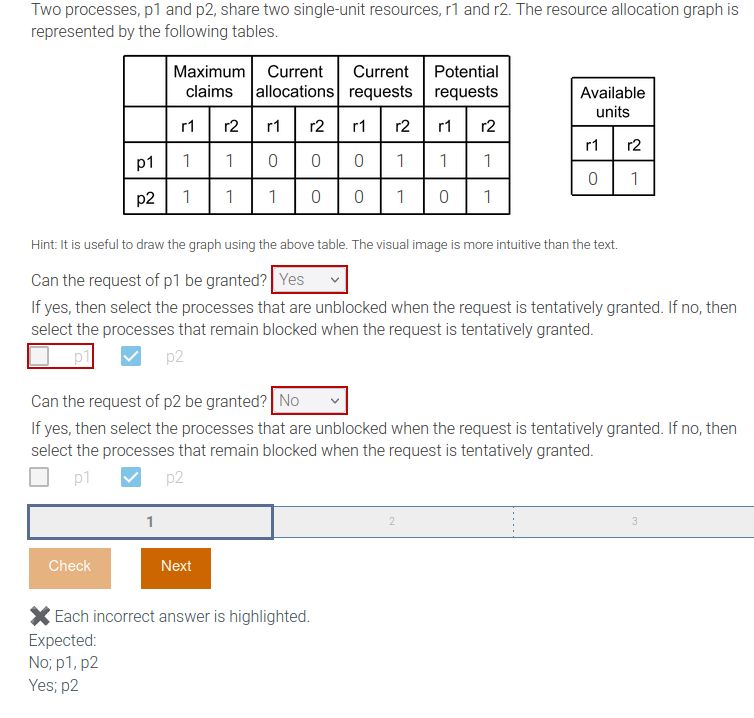 Two processes, p1 and p2, share two single-unit resources, r1 and r2. The resource allocation graph is
represented by the following tables.
Maximum claims Current allocations Current requests Potential requests
r1 r2 r1 r2 r1 r2 r1 r2
p1 1 1 0 0 0 1 1 1
p2 1 1 1 0 0 1 0 1
Available units
r1 r2
0 1
Hint: It is useful to draw the graph using the above table. The visual image is more intuitive than the text.
Can the request of p1 be granted? Yes
If yes, then select the processes that are unblocked when the request is tentatively granted. If no, then
select the processes that remain blocked when the request is tentatively granted.
p1 p2
Can the request of p2 be granted? No
If yes, then select the processes that are unblocked when the request is tentatively granted. If no, then
select the processes that remain blocked when the request is tentatively granted.
p1 p2
1 2 3
Check Next
Each incorrect answer is highlighted.
Expected:
No; p1, p2
Yes; p2